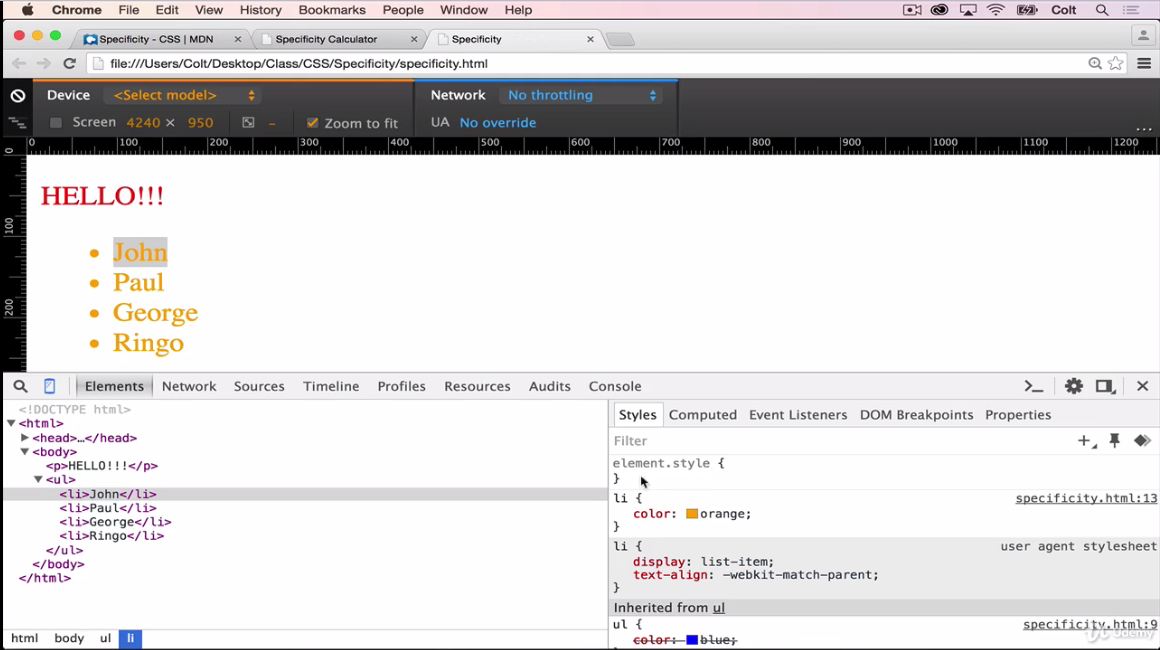 Chrome File Edit View History Bookmarks People Window Help Colt
Specificity - CSS | MDN × Specificity Calculator × Specificity ×
file:///Users/Colt/Desktop/Class/CSS/Specificity/specificity.html
Device <Select model> Network No throttling
Screen 4240 × 950 – Zoom to fit UA No override
...
0 100 200 300 400 500 600 700 800 900 1000 1100 1200
0
100
200
HELLO!!!
• John
• Paul
• George
• Ringo
Elements Network Sources Timeline Profiles Resources Audits Console
<!DOCTYPE html>
<html>
<head>…</head>
<body>
<p>HELLO!!!</p>
<ul>
<li>John</li>
<li>Paul</li>
<li>George</li>
<li>Ringo</li>
</ul>
</body>
</html>
html body ul li
Styles Computed Event Listeners DOM Breakpoints Properties
Filter
element.style {
}
li { specificity.html:13
color: orange;
}
li { user agent stylesheet
display: list-item;
text-align: -webkit-match-parent;
}
Inherited from ul
ul { specificity.html:9
color: blue;
Udemy